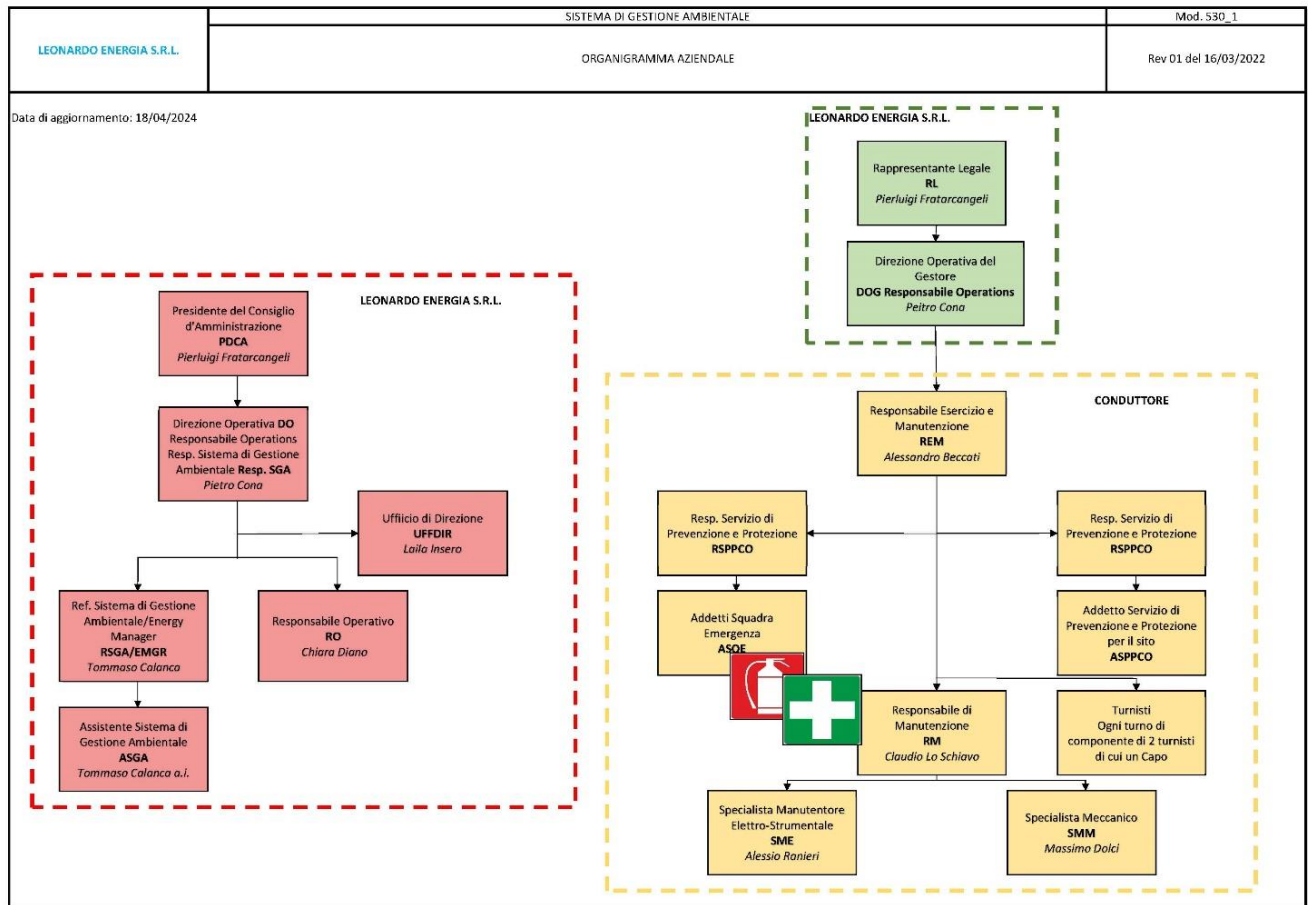 LEONARDO ENERGIA S.R.L.
SISTEMA DI GESTIONE AMBIENTALE
Mod. 530_1
ORGANIGRAMMA AZIENDALE
Rev 01 del 16/03/2022
Data di aggiornamento: 18/04/2024
LEONARDO ENERGIA S.R.L.
Rappresentante Legale
RL
Pierluigi Fratarcangeli
Direzione Operativa del
Gestore
DOG Responsabile Operations
Peitro Cona
LEONARDO ENERGIA S.R.L.
Presidente del Consiglio
d'Amministrazione
PDCA
Pierluigi Fratarcangeli
Direzione Operativa DO
Responsabile Operations
Resp. Sistema di Gestione
Ambientale Resp. SGA
Pietro Cona
Uffiicio di Direzione
UFFDIR
Laila Insero
Ref. Sistema di Gestione
Ambientale/Energy
Manager
RSGA/EMGR
Tommaso Calanca
Responsabile Operativo
RO
Chiara Diano
Assistente Sistema di
Gestione Ambientale
ASGA
Tommaso Calanca a.i.
CONDUTTORE
Responsabile Esercizio e
Manutenzione
REM
Alessandro Beccati
Resp. Servizio di
Prevenzione e Protezione
RSPPCO
Resp. Servizio di
Prevenzione e Protezione
RSPPCO
Addetti Squadra
Emergenza
ASQE
Addetto Servizio di
Prevenzione e Protezione
per il sito
ASPPCO
Responsabile di
Manutenzione
RM
Claudio Lo Schiavo
Turnisti
Ogni turno di
componente di 2 turnisti
di cui un Capo
Specialista Manutentore
Elettro-Strumentale
SME
Alessio Ranieri
Specialista Meccanico
SMM
Massimo Dolci